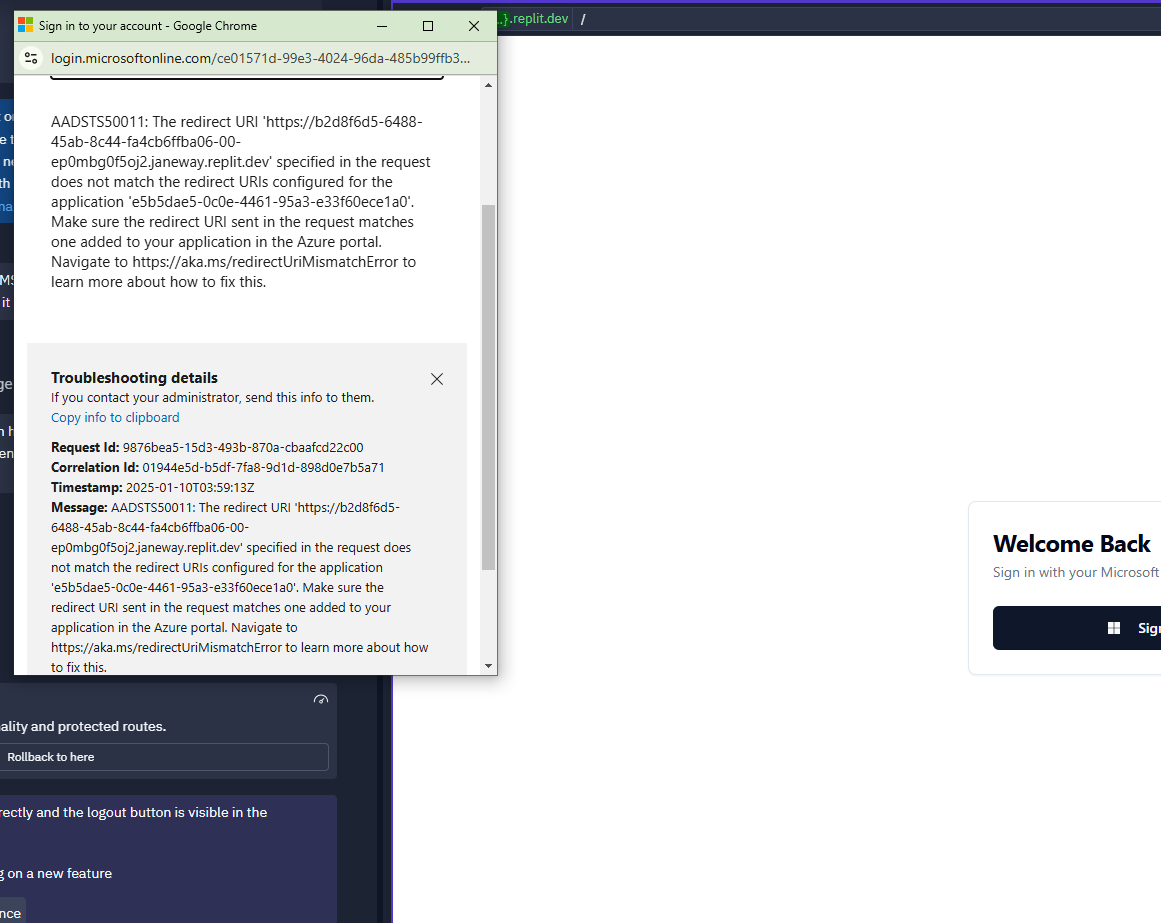 Sign in to your account - Google Chrome
login.microsoftonline.com/ce01571d-99e3-4024-96da-485b99ffb3...
AADSTS50011: The redirect URI 'https://b2d8f6d5-6488-
45ab-8c44-fa4cb6ffba06-00-
ep0mbg0f5oj2.janeway.replit.dev' specified in the request
does not match the redirect URIs configured for the
application 'e5b5dae5-0c0e-4461-95a3-e33f60ece1a0'.
Make sure the redirect URI sent in the request matches
one added to your application in the Azure portal.
Navigate to https://aka.ms/redirectUriMismatchError to
learn more about how to fix this.
Troubleshooting details
If you contact your administrator, send this info to them.
Copy info to clipboard
Request Id: 9876bea5-15d3-493b-870a-cbaafcd22c00
Correlation Id: 01944e5d-b5df-7fa8-9d1d-898d0e7b5a71
Timestamp: 2025-01-10T03:59:13Z
Message: AADSTS50011: The redirect URI 'https://b2d8f6d5-
6488-45ab-8c44-fa4cb6ffba06-00-
ep0mbg0f5oj2.janeway.replit.dev' specified in the request does
not match the redirect URIs configured for the application
'e5b5dae5-0c0e-4461-95a3-e33f60ece1a0'. Make sure the
redirect URI sent in the request matches one added to your
application in the Azure portal. Navigate to
https://aka.ms/redirectUriMismatchError to learn more about how
to fix this.
ality and protected routes.
Rollback to here
rectly and the logout button is visible in the
g on a new feature
nce
.}.replit.dev /
Welcome Back
Sign in with your Microsoft
Sign